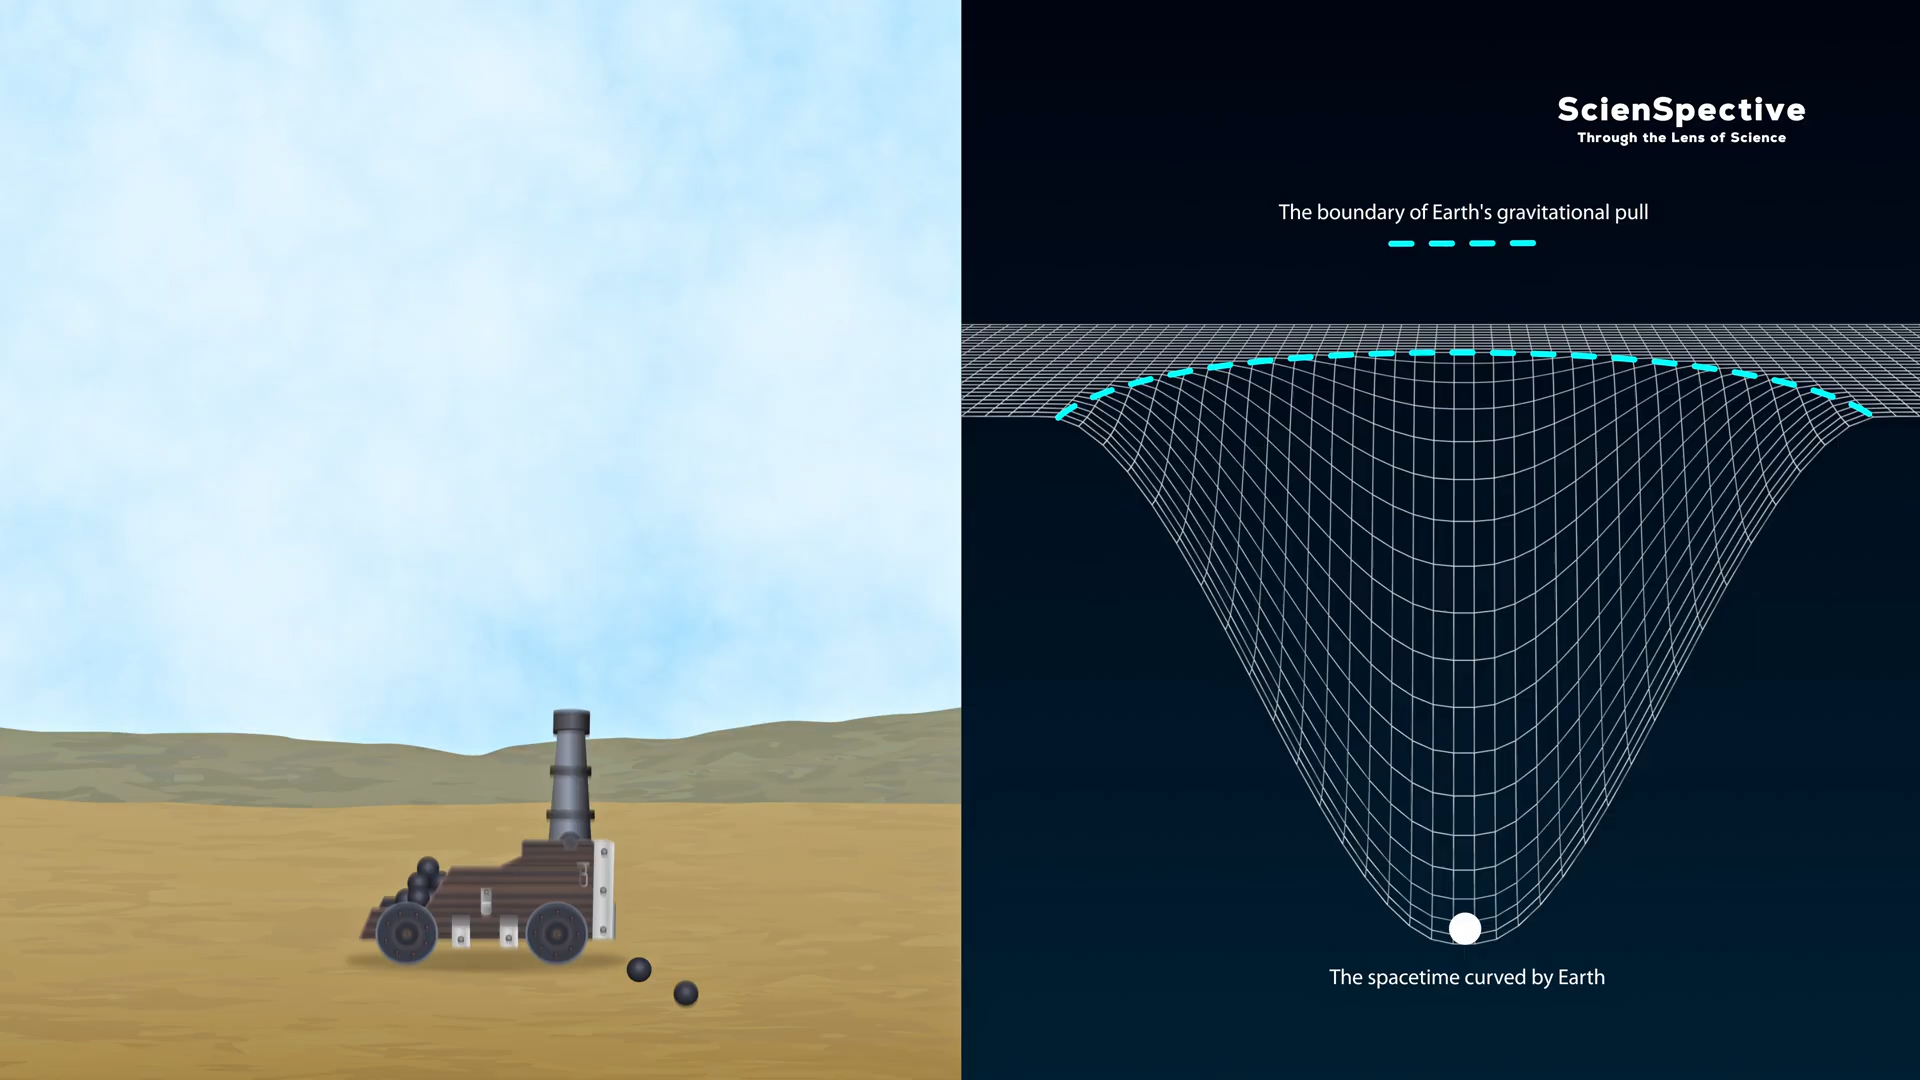 ScienSpective
Through the Lens of Science
The boundary of Earth's gravitational pull
The spacetime curved by Earth